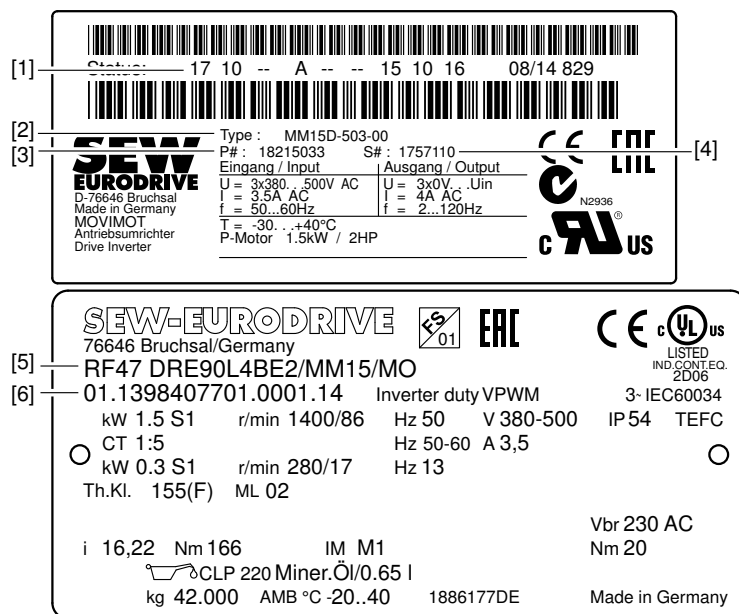 [1] Status: 17 10 -- A -- -- 15 10 16 08/14 829
[2] Type : MM15D-503-00
[3] P# : 18215033 S# : 1757110 [4]
SEW
EURODRIVE
D-76646 Bruchsal
Made in Germany
MOVIMOT
Antriebsumrichter
Drive Inverter
Eingang / Input Ausgang / Output
U = 3x380. . .500V AC U = 3x0V. . .Uin
I = 3.5A AC I = 4A AC
f = 50...60Hz f = 2...120Hz
T = -30. . .+40°C
P-Motor 1.5kW / 2HP
CE EAC
N2936
c RU ® US
SEW-EURODRIVE FS 01 EAC CE c UL ® us
76646 Bruchsal/Germany
LISTED
IND.CONT.EQ.
2D06
[5] RF47 DRE90L4BE2/MM15/MO
[6] 01.1398407701.0001.14 Inverter duty VPWM 3~ IEC60034
kW 1.5 S1 r/min 1400/86 Hz 50 V 380-500 IP 54 TEFC
CT 1:5 Hz 50-60 A 3,5
kW 0.3 S1 r/min 280/17 Hz 13
Th.Kl. 155(F) ML 02
Vbr 230 AC
i 16,22 Nm 166 IM M1 Nm 20
CLP 220 Miner.Öl/0.65 l
kg 42.000 AMB °C -20..40 1886177DE Made in Germany